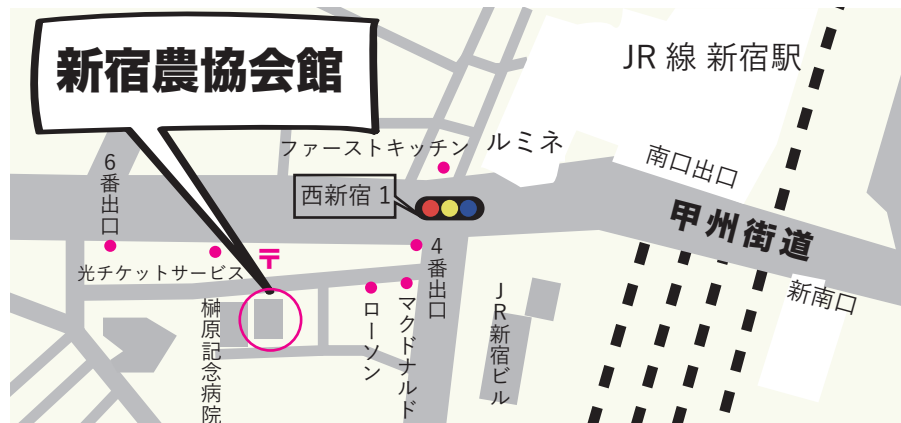 新宿農協会館
JR 線 新宿駅
ファーストキッチン
ルミネ
南口出口
6番出口
西新宿 1
甲州街道
〒
4番出口
光チケットサービス
新南口
榊原記念病院
ローソン
マクドナルド
JR新宿ビル